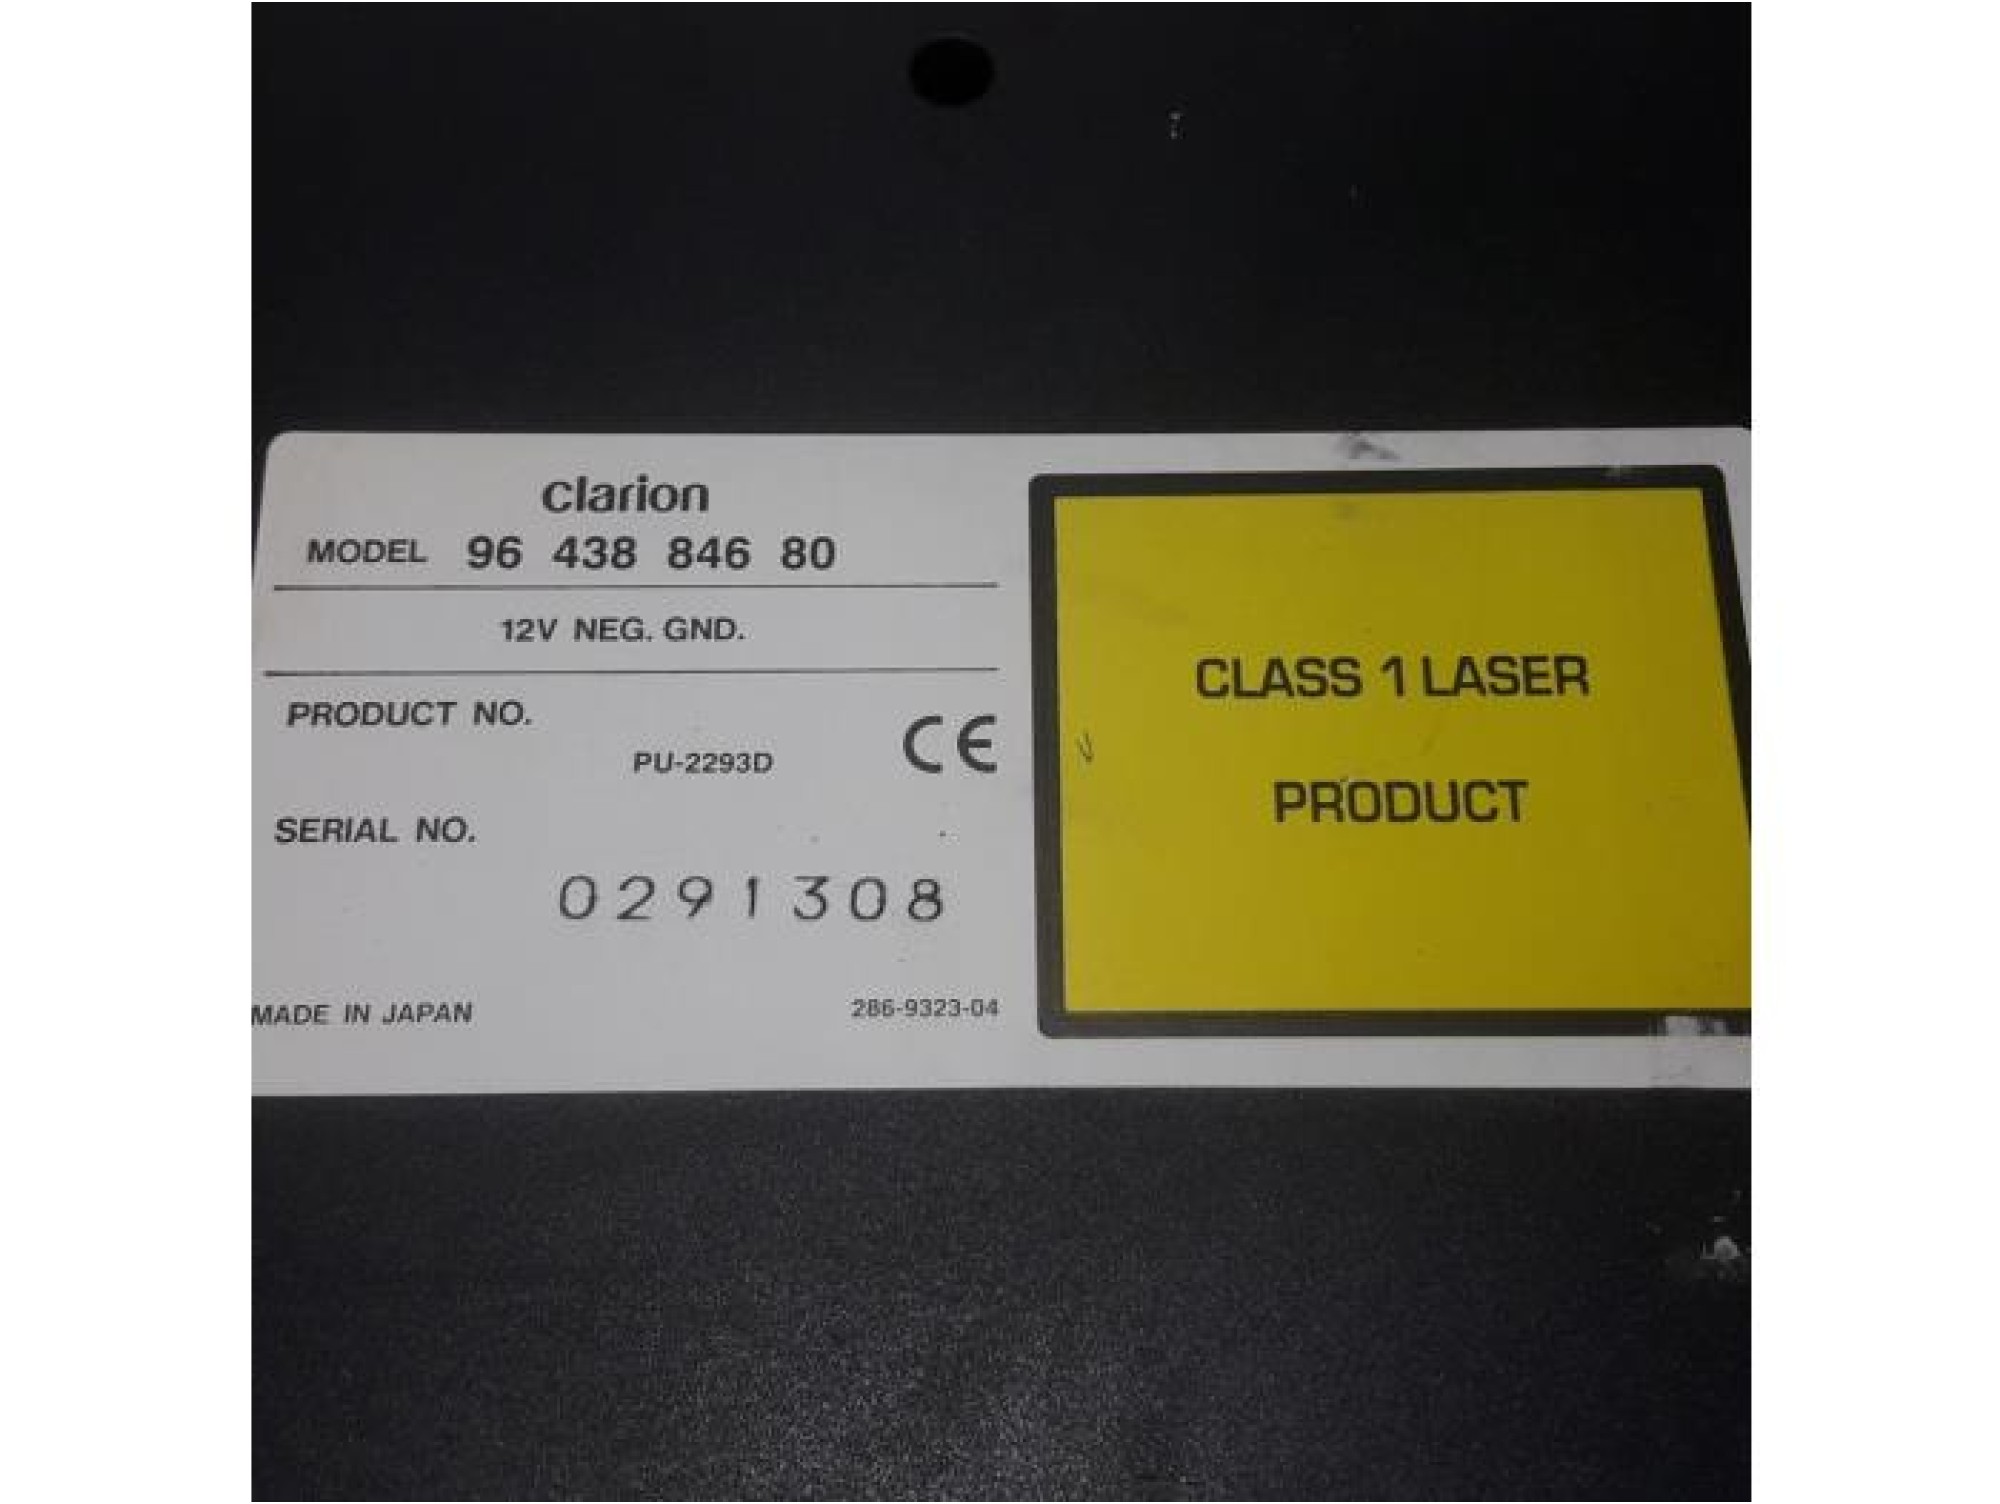 clarion
MODEL 96 438 846 80
12V NEG. GND.
PRODUCT NO.
PU-2293D
CE
SERIAL NO.
0291308
MADE IN JAPAN
286-9323-04
CLASS 1 LASER
PRODUCT